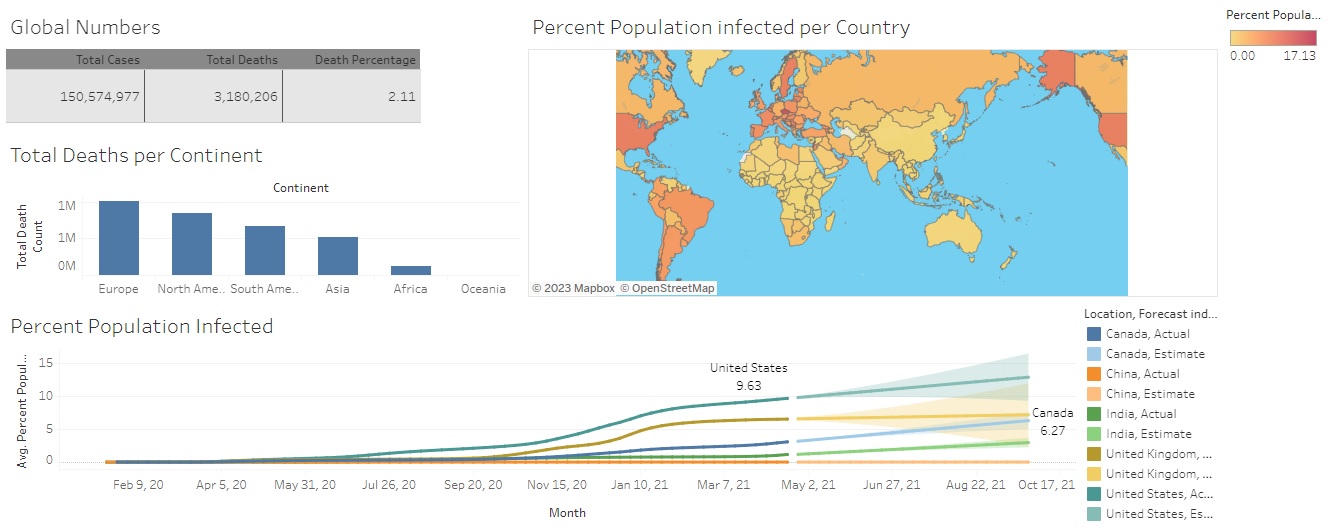 Global Numbers
Total Cases Total Deaths Death Percentage
150,574,977 3,180,206 2.11
Total Deaths per Continent
Continent
Total Death
Count
1M
1M
0M
Europe North Ame.. South Ame.. Asia Africa Oceania
Percent Population infected per Country
© 2023 Mapbox © OpenStreetMap
Percent Popula...
0.00 17.13
Percent Population Infected
Avg. Percent Popul...
15
10
5
0
United States
9.63
Canada
6.27
Feb 9, 20 Apr 5, 20 May 31, 20 Jul 26, 20 Sep 20, 20 Nov 15, 20 Jan 10, 21 Mar 7, 21 May 2, 21 Jun 27, 21 Aug 22, 21 Oct 17, 21
Month
Location, Forecast ind...
Canada, Actual
Canada, Estimate
China, Actual
China, Estimate
India, Actual
India, Estimate
United Kingdom, ...
United Kingdom, ...
United States, Ac...
United States, Es...